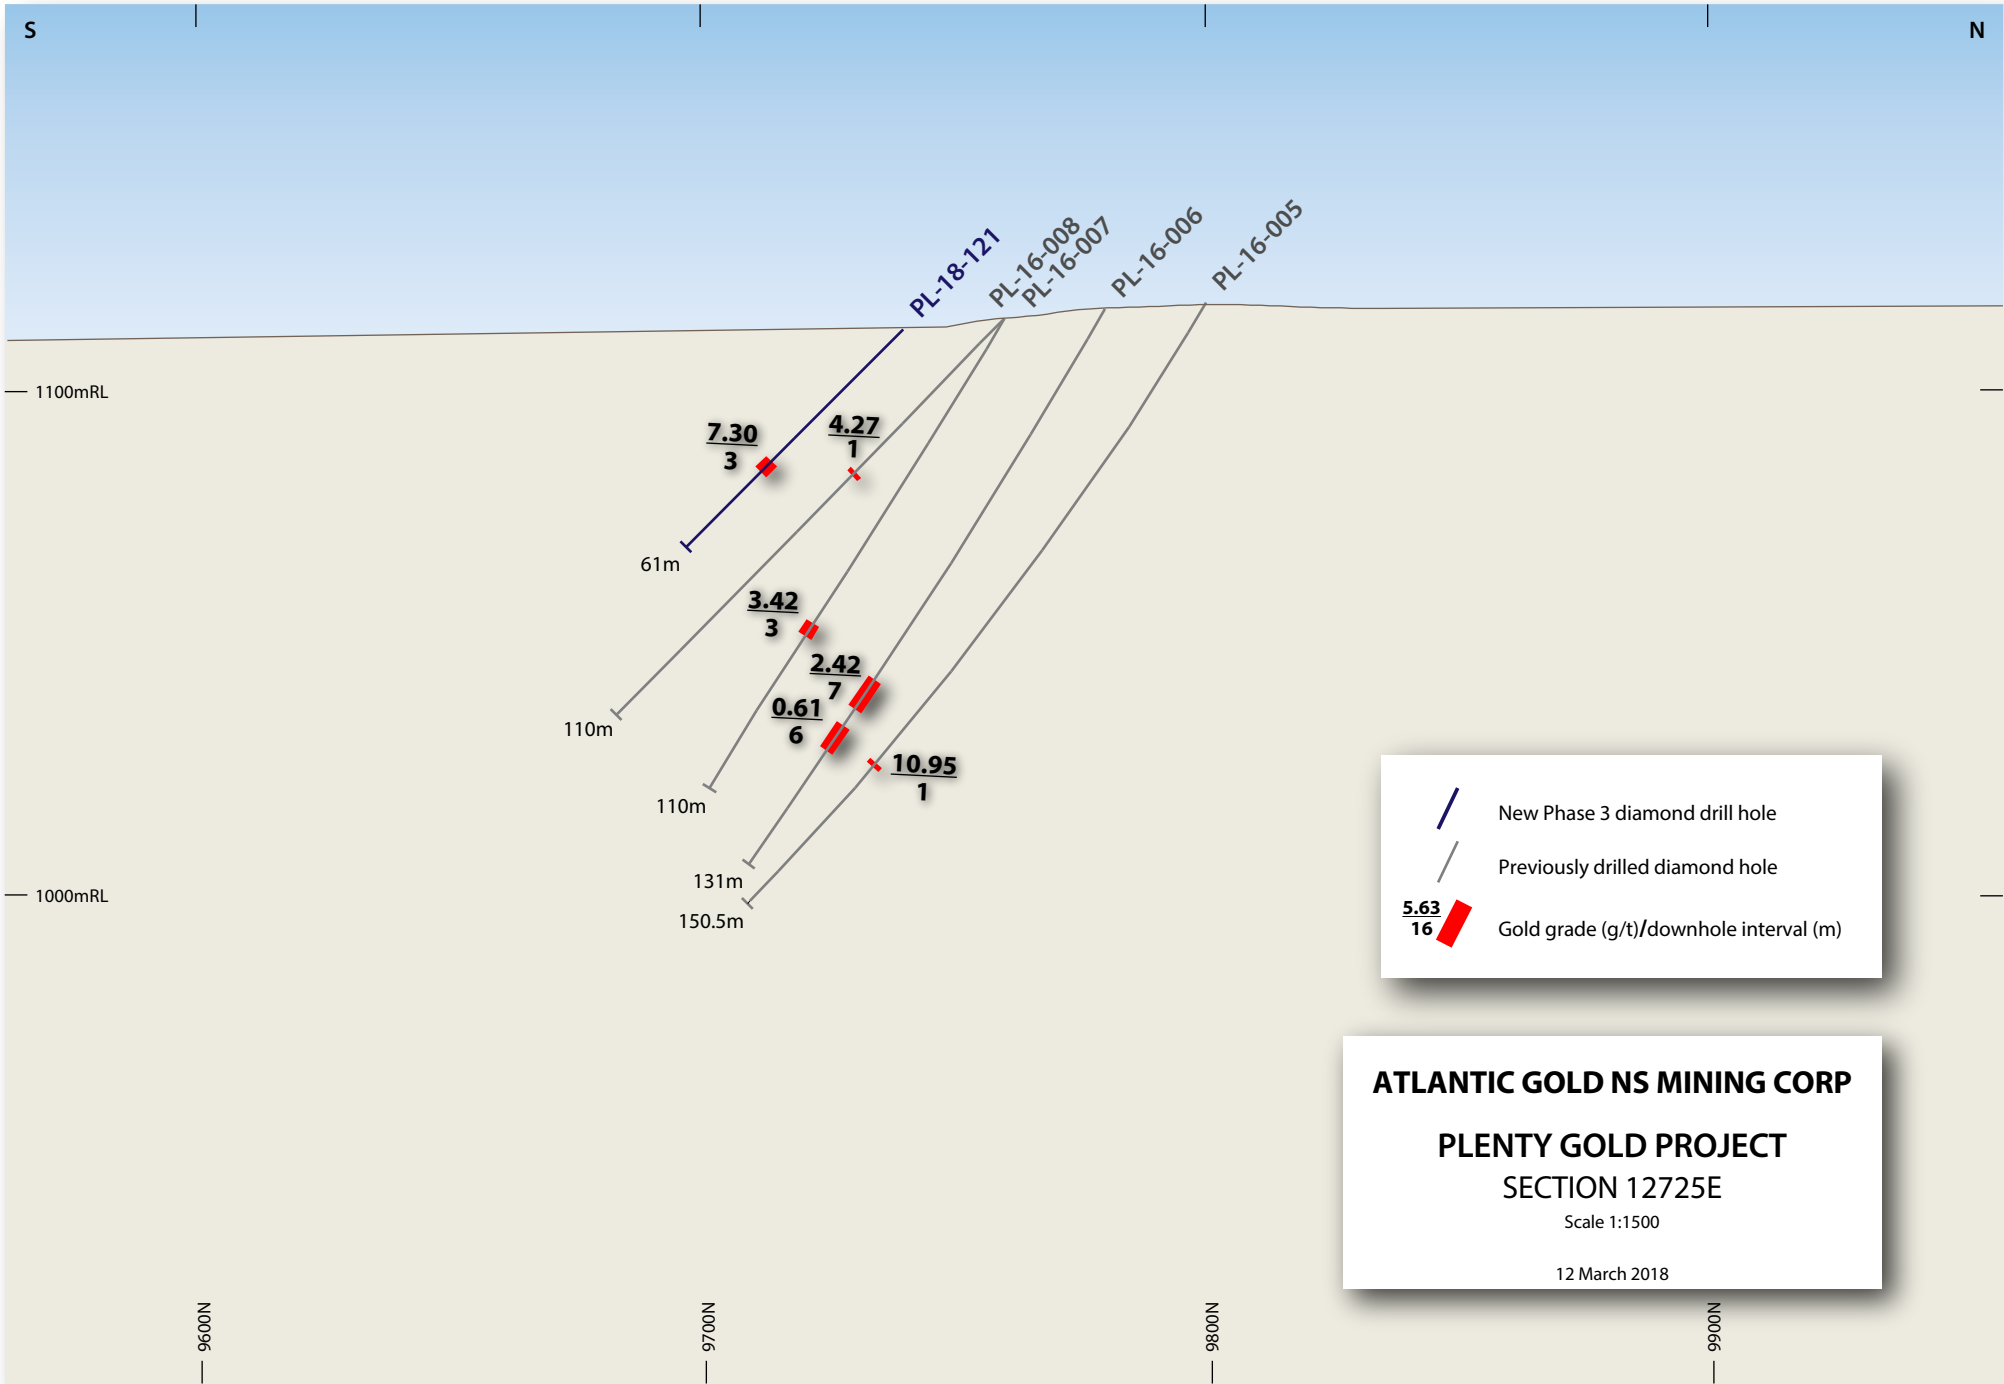 S
N
PL-18-121
PL-16-008
PL-16-007
PL-16-006
PL-16-005
1100mRL
7.30
3
4.27
1
61m
3.42
3
2.42
7
0.61
6
110m
10.95
1
110m
131m
150.5m
1000mRL
New Phase 3 diamond drill hole
Previously drilled diamond hole
5.63
16
Gold grade (g/t)/downhole interval (m)
ATLANTIC GOLD NS MINING CORP
PLENTY GOLD PROJECT
SECTION 12725E
Scale 1:1500
12 March 2018
9600N
9700N
9800N
9900N